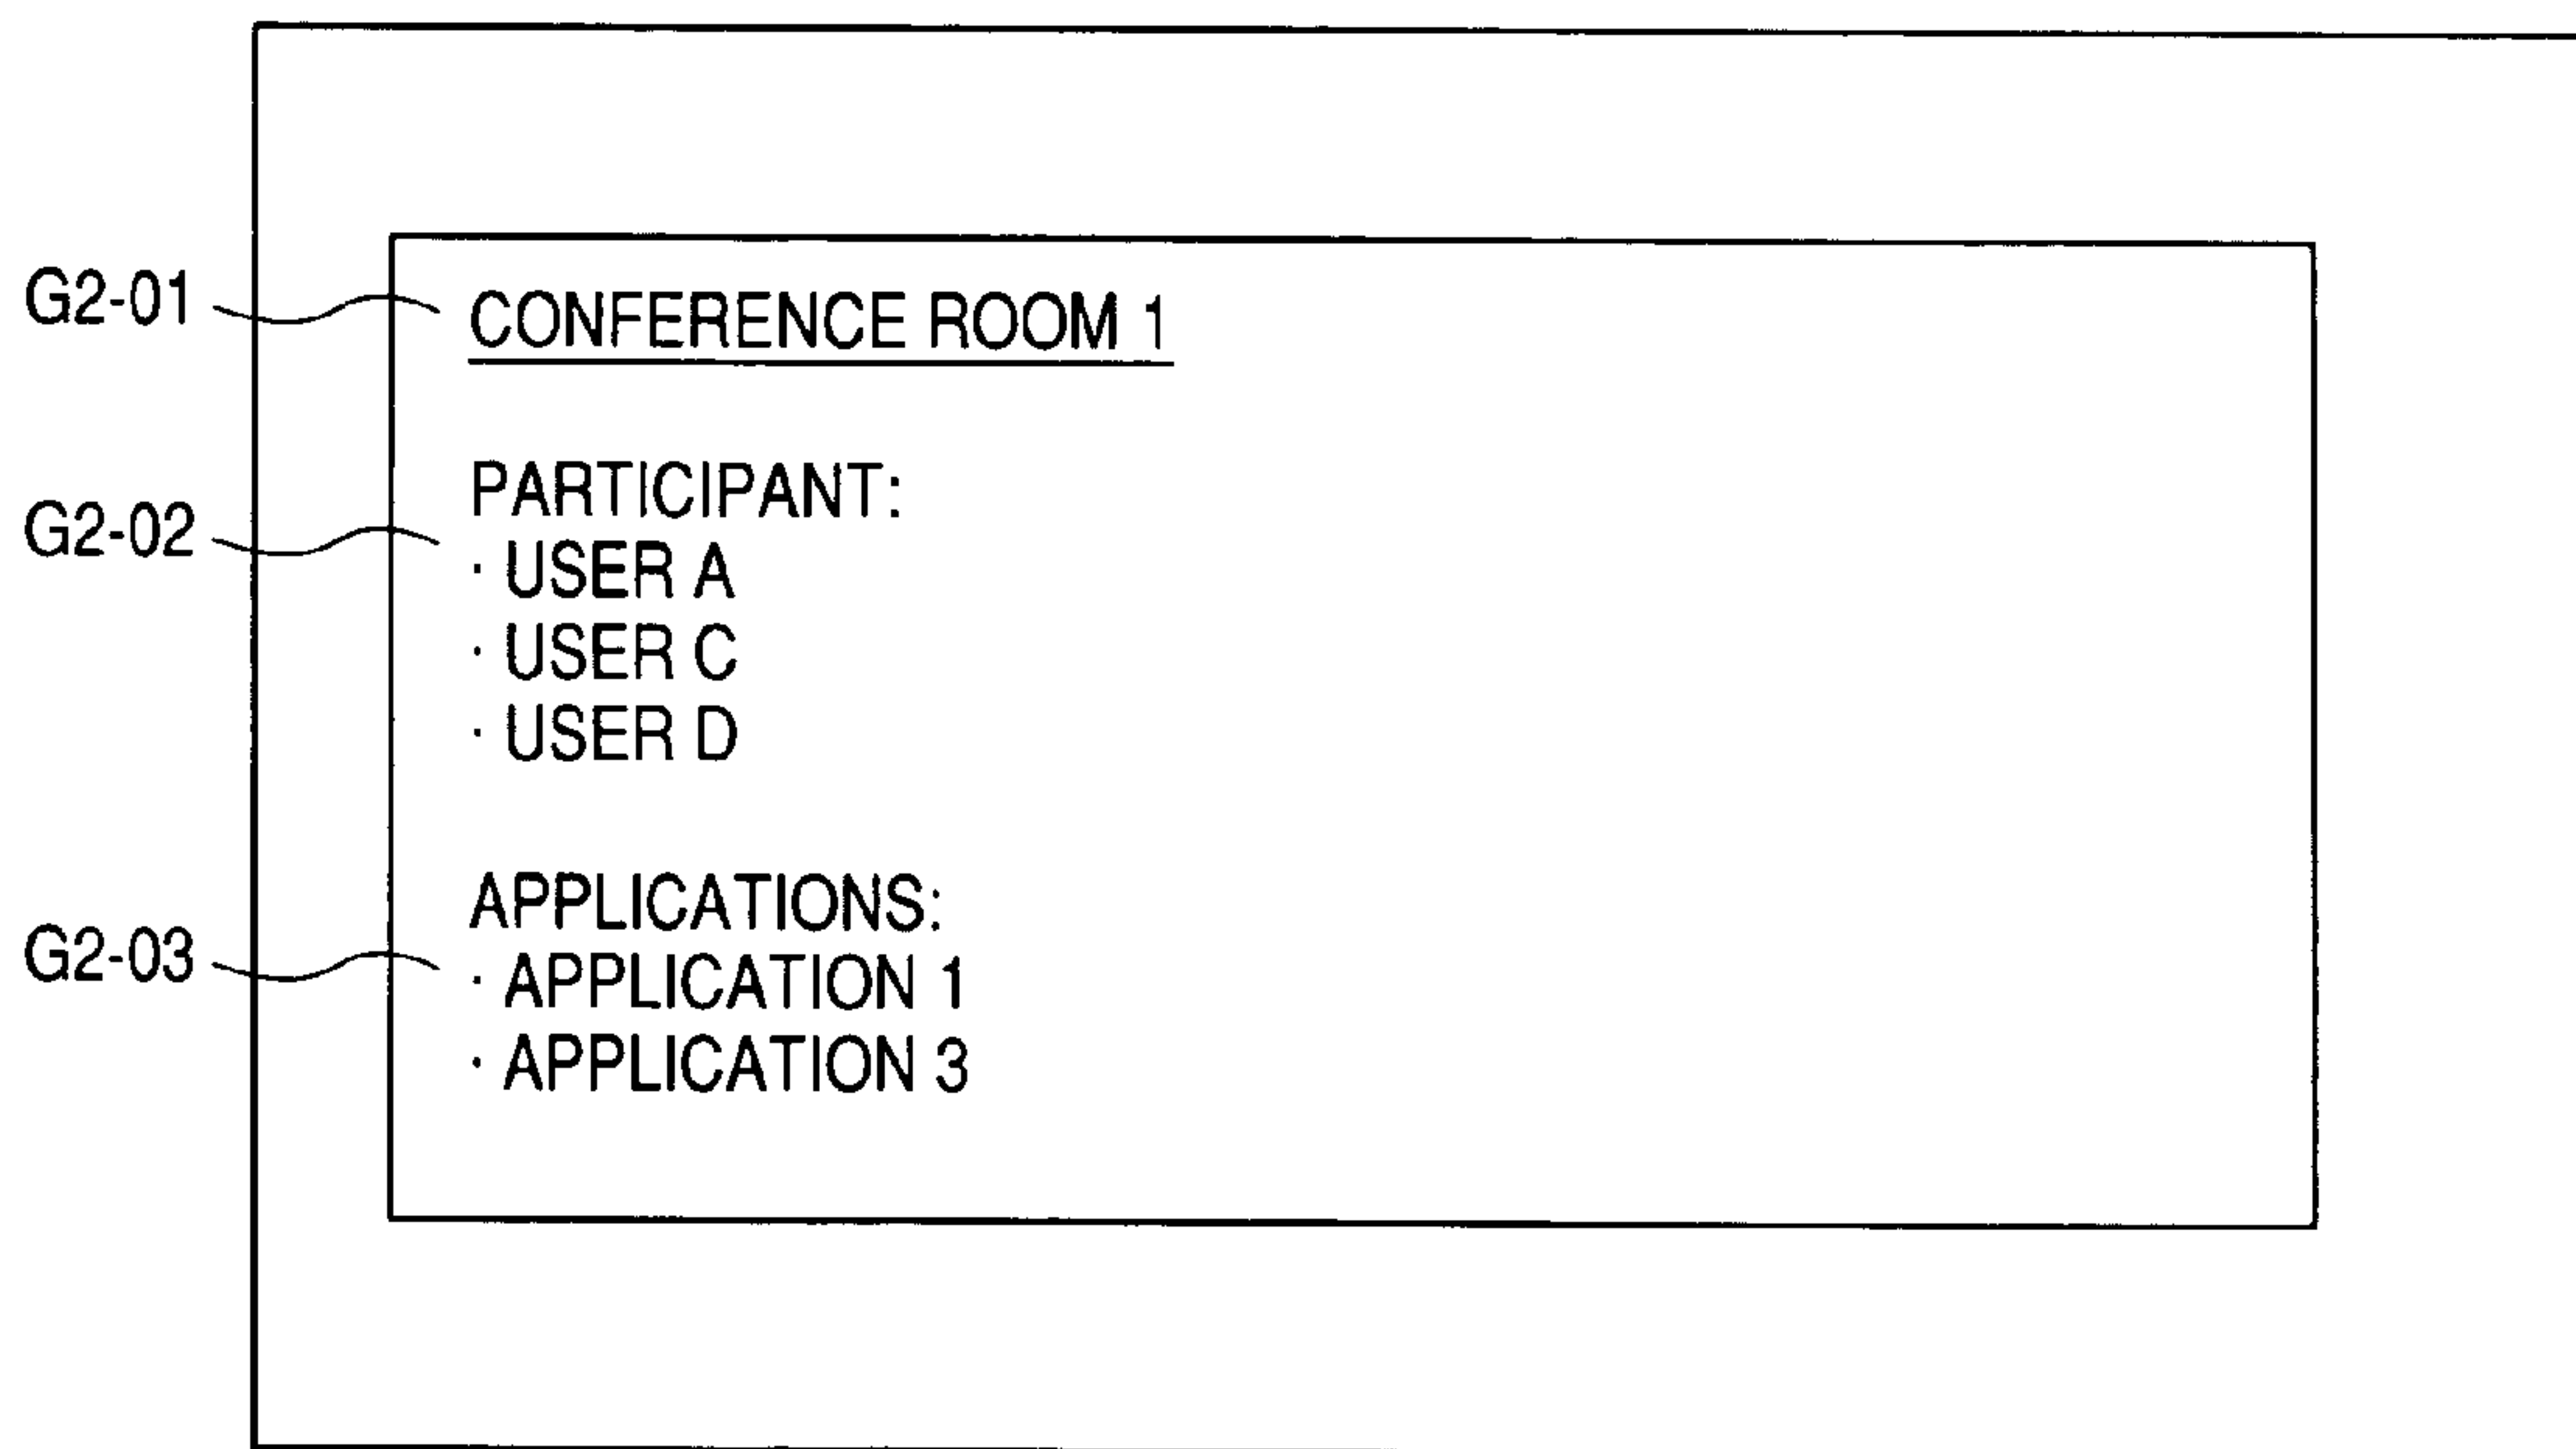 G2-01 CONFERENCE ROOM 1
PARTICIPANT:
G2-02
· USER A
· USER C
· USER D
APPLICATIONS:
G2-03
· APPLICATION 1
· APPLICATION 3